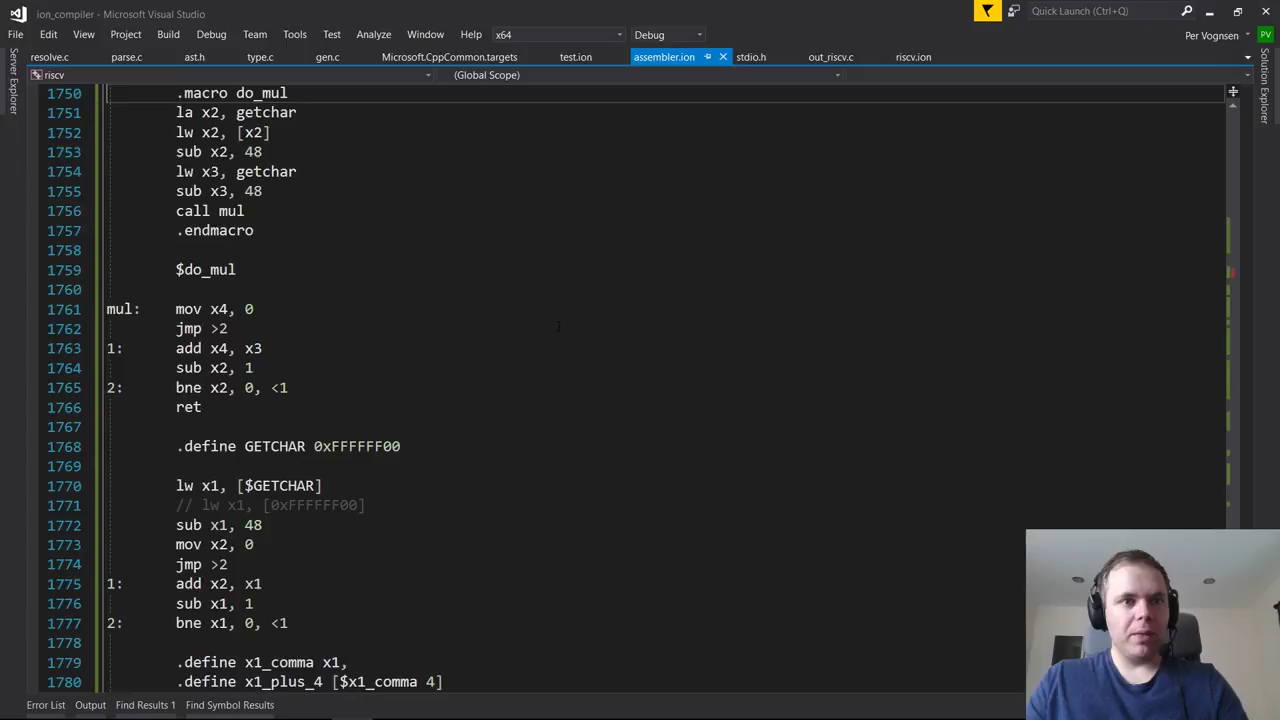 ion_compiler - Microsoft Visual Studio
Quick Launch (Ctrl+Q)
File Edit View Project Build Debug Team Tools Test Analyze Window Help x64 Debug Per Vognsen PV
resolve.c parse.c ast.h type.c gen.c Microsoft.CppCommon.targets test.ion assembler.ion stdio.h out_riscv.c riscv.ion
riscv (Global Scope)
Server Explorer
Solution Explorer
1750 .macro do_mul
1751 la x2, getchar
1752 lw x2, [x2]
1753 sub x2, 48
1754 lw x3, getchar
1755 sub x3, 48
1756 call mul
1757 .endmacro
1758
1759 $do_mul
1760
1761 mul: mov x4, 0
1762 jmp >2
1763 1: add x4, x3
1764 sub x2, 1
1765 2: bne x2, 0, <1
1766 ret
1767
1768 .define GETCHAR 0xFFFFFF00
1769
1770 lw x1, [$GETCHAR]
1771 // lw x1, [0xFFFFFF00]
1772 sub x1, 48
1773 mov x2, 0
1774 jmp >2
1775 1: add x2, x1
1776 sub x1, 1
1777 2: bne x1, 0, <1
1778
1779 .define x1_comma x1,
1780 .define x1_plus_4 [$x1_comma 4]
Error List Output Find Results 1 Find Symbol Results